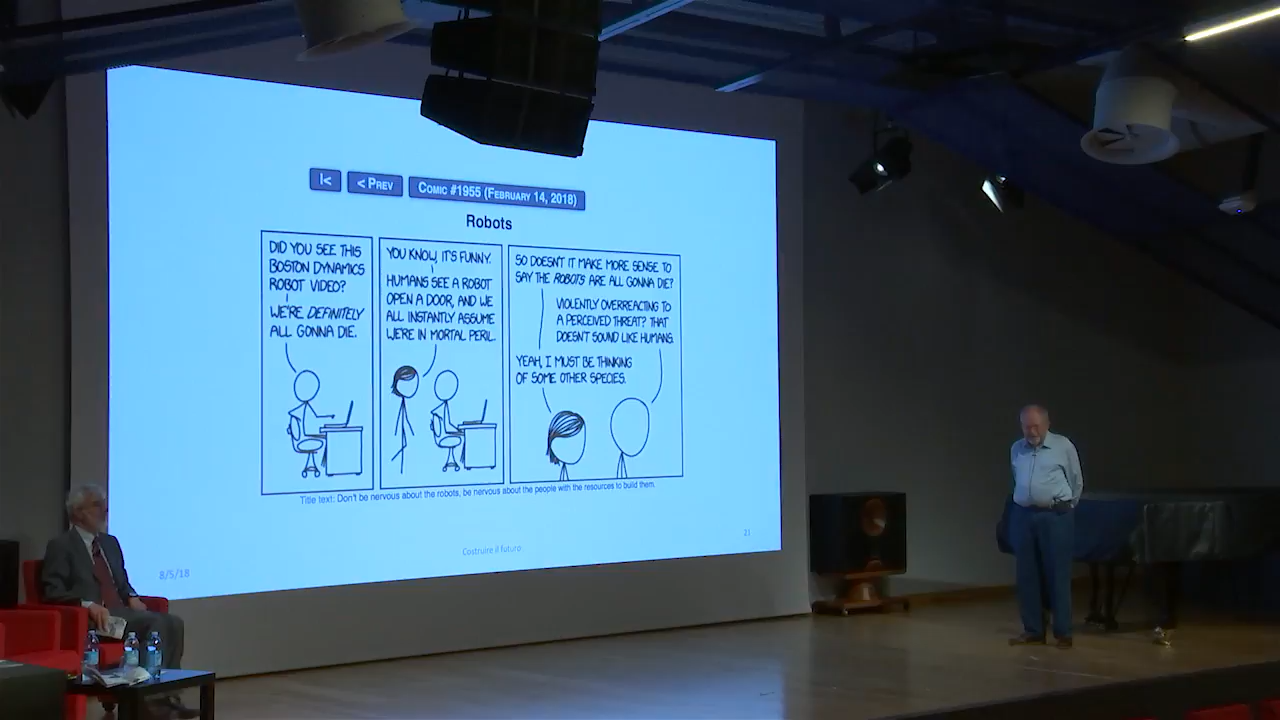 |<
< PREV
COMIC #1955 (FEBRUARY 14, 2018)
Robots
DID YOU SEE THIS
BOSTON DYNAMICS
ROBOT VIDEO?
WE'RE DEFINITELY
ALL GONNA DIE.
YOU KNOW, IT'S FUNNY.
HUMANS SEE A ROBOT
OPEN A DOOR, AND WE
ALL INSTANTLY ASSUME
WE'RE IN MORTAL PERIL.
SO DOESN'T IT MAKE MORE SENSE TO
SAY THE ROBOTS ARE ALL GONNA DIE?
VIOLENTLY OVERREACTING TO
A PERCEIVED THREAT? THAT
DOESN'T SOUND LIKE HUMANS.
YEAH, I MUST BE THINKING
OF SOME OTHER SPECIES.
Title text: Don't be nervous about the robots, be nervous about the people with the resources to build them.
8/5/18
Costruire il futuro
21